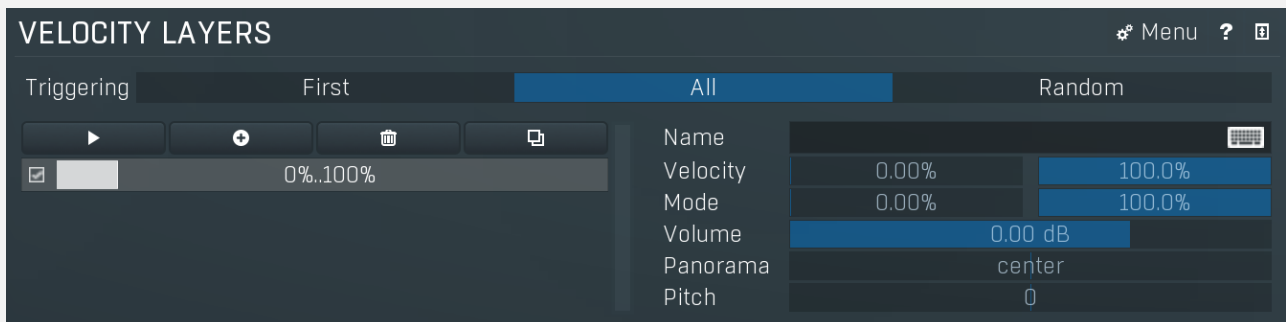 VELOCITY LAYERS Menu ?
Triggering First All Random
Name
0%..100%
Velocity 0.00% 100.0%
Mode 0.00% 100.0%
Volume 0.00 dB
Panorama center
Pitch 0